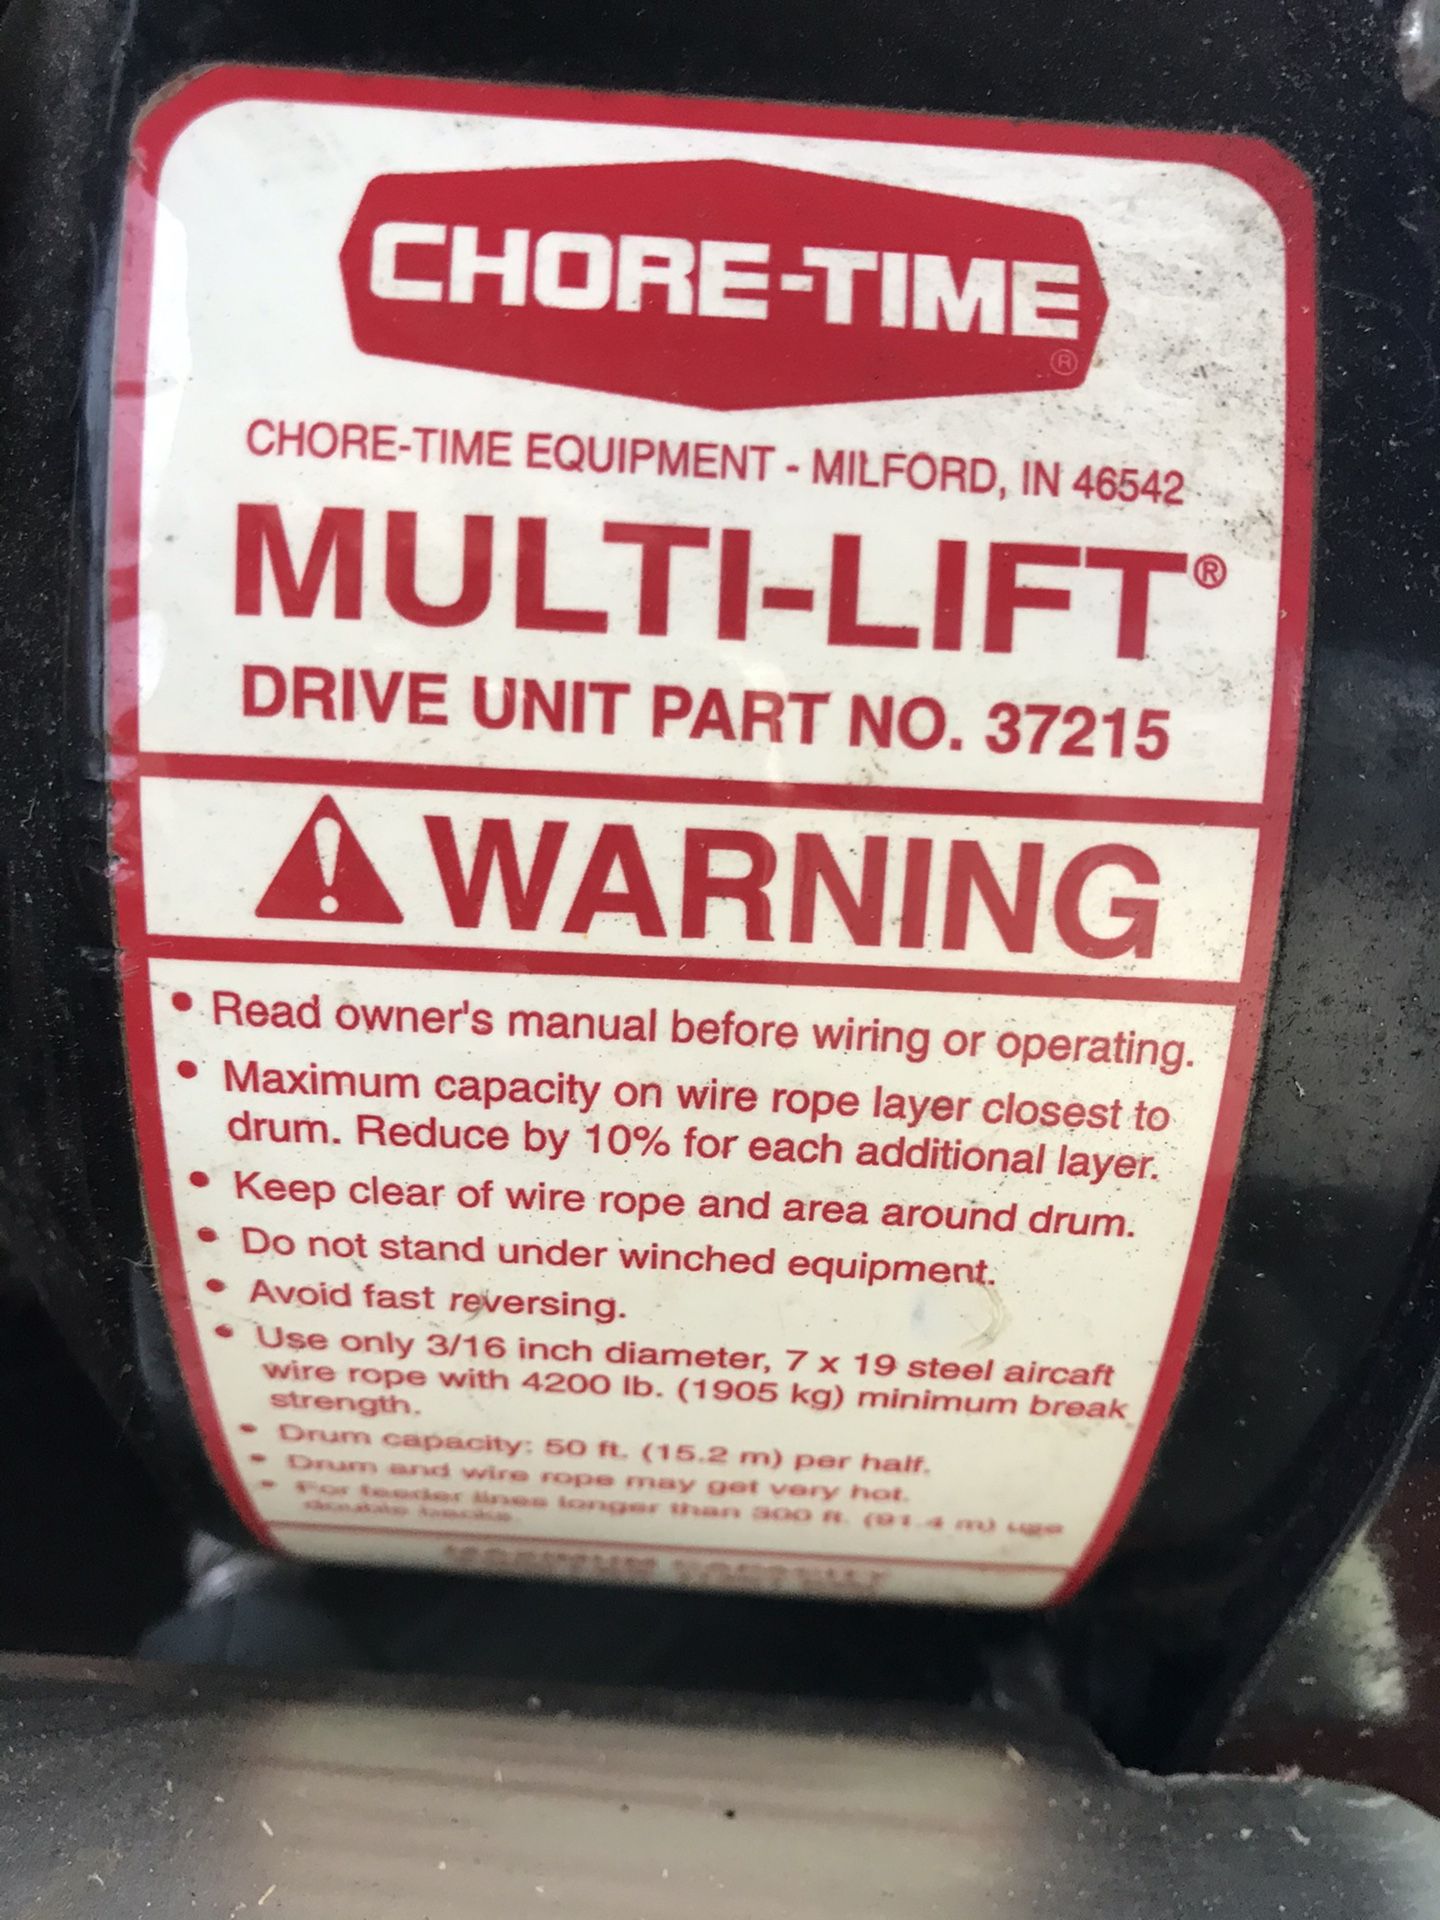 CHORE-TIME®
CHORE-TIME EQUIPMENT - MILFORD, IN 46542
MULTI-LIFT®
DRIVE UNIT PART NO. 37215
WARNING
• Read owner's manual before wiring or operating.
• Maximum capacity on wire rope layer closest to
drum. Reduce by 10% for each additional layer.
• Keep clear of wire rope and area around drum.
• Do not stand under winched equipment.
• Avoid fast reversing.
• Use only 3/16 inch diameter, 7 x 19 steel aircaft
wire rope with 4200 lb. (1905 kg) minimum break
strength.
• Drum capacity: 50 ft. (15.2 m) per half.
• Drum and wire rope may get very hot.
• For feeder lines longer than 300 ft. (91.4 m) use
double
MAXIMUM CAPACITY